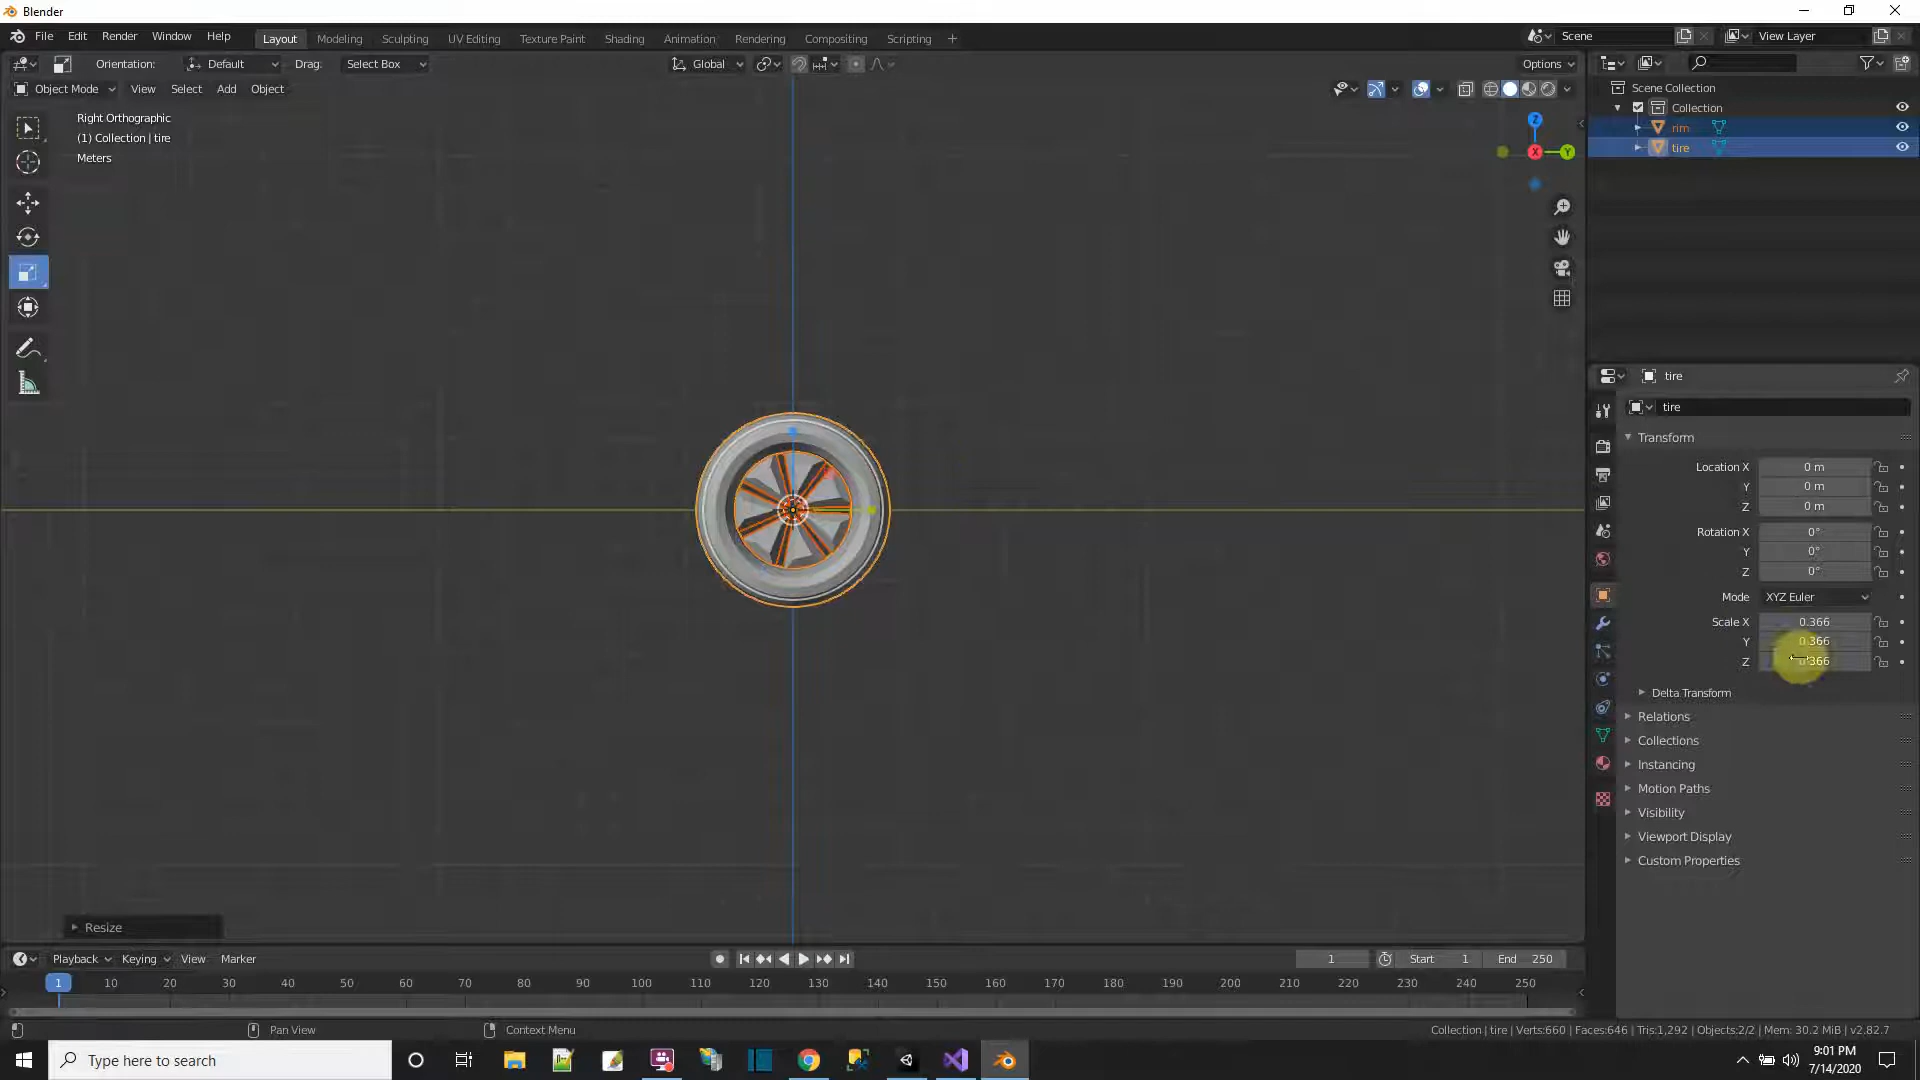 Blender
File Edit Render Window Help
Layout Modeling Sculpting UV Editing Texture Paint Shading Animation Rendering Compositing Scripting +
Scene
View Layer
Orientation: Default Drag: Select Box
Global
Options
Object Mode View Select Add Object
Right Orthographic
(1) Collection | tire
Meters
Z
X
Y
Scene Collection
Collection
rim
tire
tire
tire
Transform
Location X 0 m
Y 0 m
Z 0 m
Rotation X 0°
Y 0°
Z 0°
Mode XYZ Euler
Scale X 0.366
Y 0.366
Z 0.366
Delta Transform
Relations
Collections
Instancing
Motion Paths
Visibility
Viewport Display
Custom Properties
Resize
Playback Keying View Marker
1 Start 1 End 250
1 10 20 30 40 50 60 70 80 90 100 110 120 130 140 150 160 170 180 190 200 210 220 230 240 250
Pan View Context Menu
Collection | tire | Verts:660 | Faces:646 | Tris:1,292 | Objects:2/2 | Mem: 30.2 MiB | v2.82.7
Type here to search
9:01 PM
7/14/2020